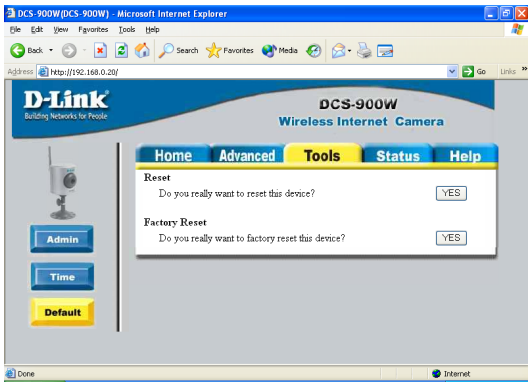 DCS-900W(DCS-900W) - Microsoft Internet Explorer
File Edit View Favorites Tools Help
Back Search Favorites Media
Address http://192.168.0.20/ Go Links »
D-Link
Building Networks for People
DCS-900W
Wireless Internet Camera
Home Advanced Tools Status Help
Reset
Do you really want to reset this device? YES
Factory Reset
Do you really want to factory reset this device? YES
Admin
Time
Default
Done Internet